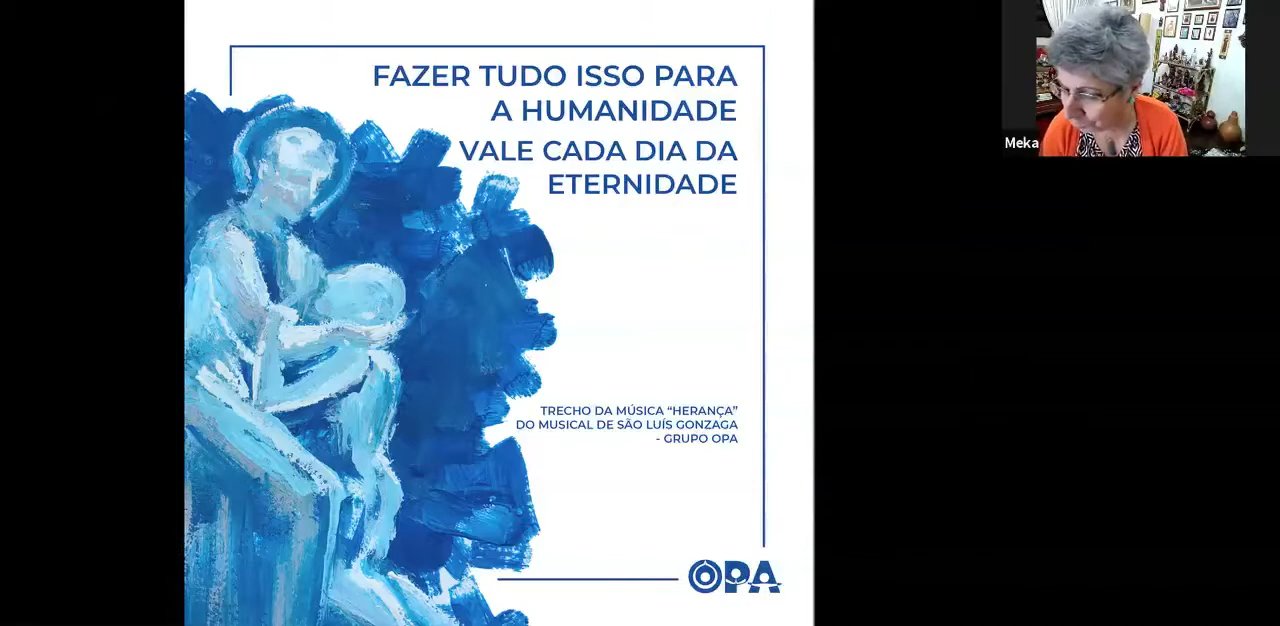 FAZER TUDO ISSO PARA
A HUMANIDADE
VALE CADA DIA DA
ETERNIDADE
TRECHO DA MÚSICA “HERANÇA”
DO MUSICAL DE SÃO LUÍS GONZAGA
- GRUPO OPA
OPA
Meka